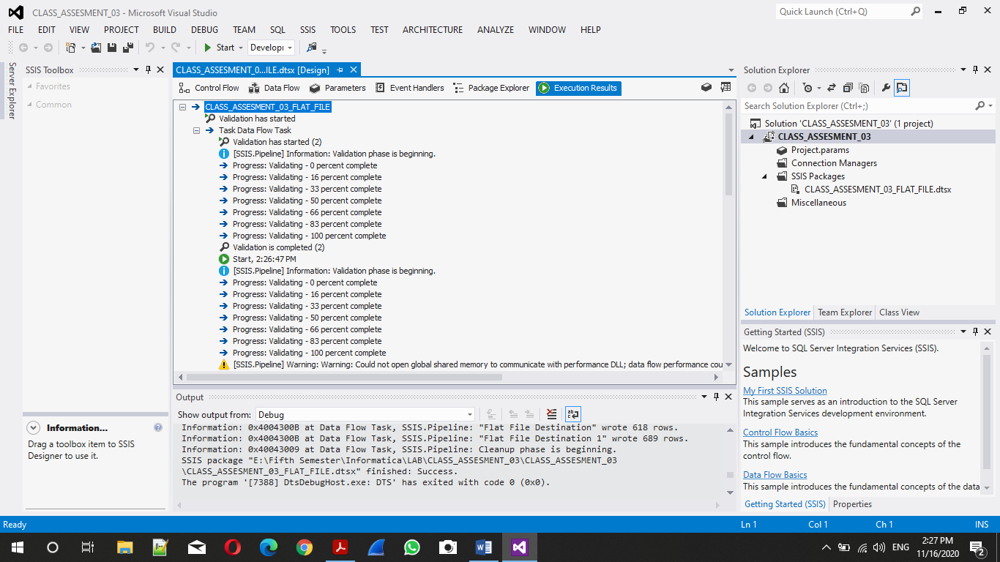 CLASS_ASSESMENT_03 - Microsoft Visual Studio
Quick Launch (Ctrl+Q)
FILE EDIT VIEW PROJECT BUILD DEBUG TEAM SQL SSIS TOOLS TEST ARCHITECTURE ANALYZE WINDOW HELP
Start Develop
Server Explorer
SSIS Toolbox
Favorites
Common
Information...
Drag a toolbox item to SSIS
Designer to use it.
CLASS_ASSESMENT_0...ILE.dtsx [Design]
Control Flow Data Flow Parameters Event Handlers Package Explorer Execution Results
CLASS_ASSESMENT_03_FLAT_FILE
Validation has started
Task Data Flow Task
Validation has started (2)
[SSIS.Pipeline] Information: Validation phase is beginning.
Progress: Validating - 0 percent complete
Progress: Validating - 16 percent complete
Progress: Validating - 33 percent complete
Progress: Validating - 50 percent complete
Progress: Validating - 66 percent complete
Progress: Validating - 83 percent complete
Progress: Validating - 100 percent complete
Validation is completed (2)
Start, 2:26:47 PM
[SSIS.Pipeline] Information: Validation phase is beginning.
Progress: Validating - 0 percent complete
Progress: Validating - 16 percent complete
Progress: Validating - 33 percent complete
Progress: Validating - 50 percent complete
Progress: Validating - 66 percent complete
Progress: Validating - 83 percent complete
Progress: Validating - 100 percent complete
[SSIS.Pipeline] Warning: Warning: Could not open global shared memory to communicate with performance DLL; data flow performance cou
Output
Show output from: Debug
Information: 0x4004300B at Data Flow Task, SSIS.Pipeline: "Flat File Destination" wrote 618 rows.
Information: 0x4004300B at Data Flow Task, SSIS.Pipeline: "Flat File Destination 1" wrote 689 rows.
Information: 0x40043009 at Data Flow Task, SSIS.Pipeline: Cleanup phase is beginning.
SSIS package "E:\Fifth Semester\Informatica\LAB\CLASS_ASSESMENT_03\CLASS_ASSESMENT_03
\CLASS_ASSESMENT_03_FLAT_FILE.dtsx" finished: Success.
The program '[7388] DtsDebugHost.exe: DTS' has exited with code 0 (0x0).
Solution Explorer
Search Solution Explorer (Ctrl+;)
Solution 'CLASS_ASSESMENT_03' (1 project)
CLASS_ASSESMENT_03
Project.params
Connection Managers
SSIS Packages
CLASS_ASSESMENT_03_FLAT_FILE.dtsx
Miscellaneous
Solution Explorer Team Explorer Class View
Getting Started (SSIS)
Welcome to SQL Server Integration Services (SSIS).
Samples
My First SSIS Solution
This sample serves as an introduction to the SQL Server
Integration Services development environment.
Control Flow Basics
This sample introduces the fundamental concepts of the
control flow.
Data Flow Basics
This sample introduces the fundamental concepts of the data
Getting Started (SSIS) Properties
Ready Ln 1 Col 1 Ch 1 INS
ENG
2:27 PM
11/16/2020
2